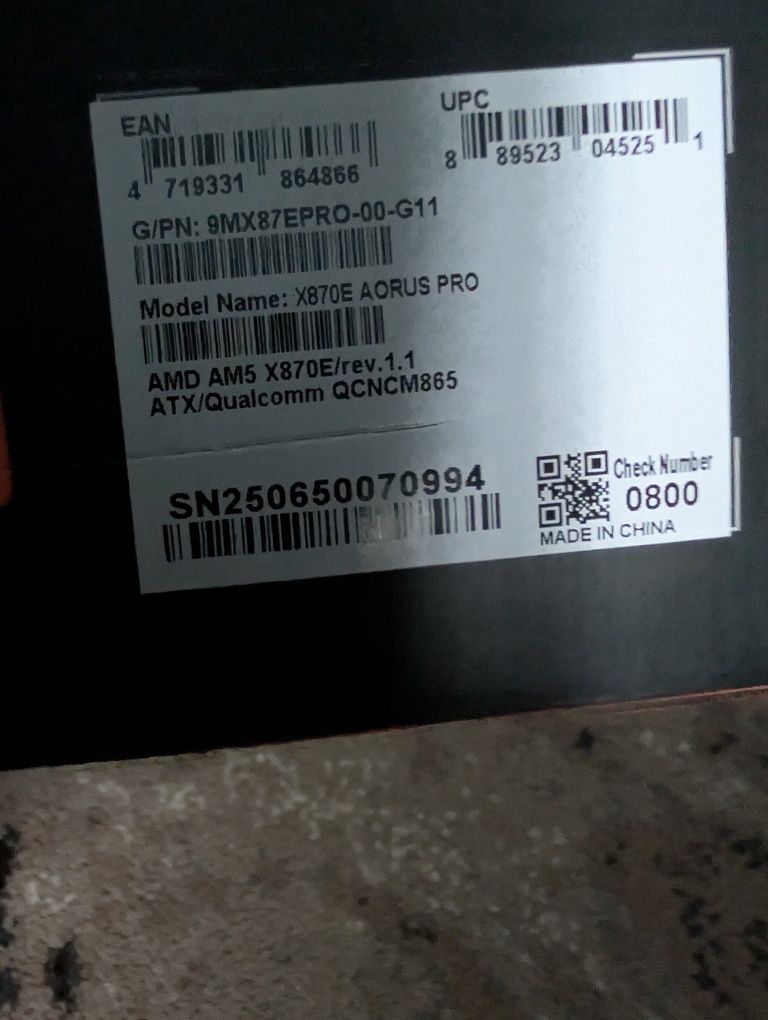 EAN
4 719331 864866
UPC
8 89523 04525 1
G/PN: 9MX87EPRO-00-G11
Model Name: X870E AORUS PRO
AMD AM5 X870E/rev.1.1
ATX/Qualcomm QCNCM865
SN250650070994
Check Number
0800
MADE IN CHINA